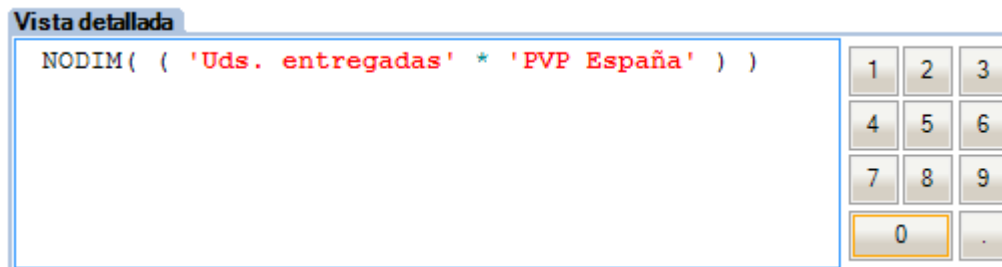 Vista detallada
NODIM( ( 'Uds. entregadas' * 'PVP España' ) )
1 2 3
4 5 6
7 8 9
0 .